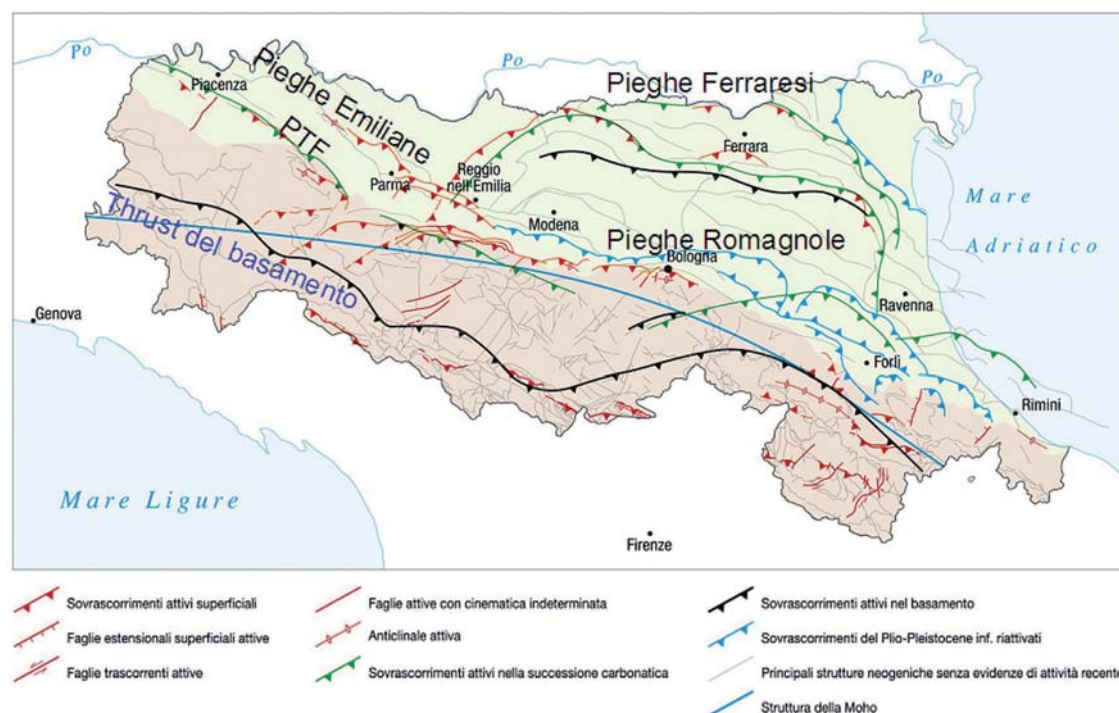 Po
Po
Po
Piacenza
Pieghe Emiliane
Pieghe Ferraresi
PTF
Ferrara
Parma
Reggio
nell'Emilia
Modena
Mare
Adriatico
Thrust del basamento
Pieghe Romagnole
Bologna
Genova
Ravenna
Forlì
Rimini
Mare Ligure
Firenze
Sovrascorrimenti attivi superficiali
Faglie estensionali superficiali attive
Faglie trascorrenti attive
Faglie attive con cinematica indeterminata
Anticlinale attiva
Sovrascorrimenti attivi nella successione carbonatica
Sovrascorrimenti attivi nel basamento
Sovrascorrimenti del Plio-Pleistocene inf. riattivati
Principali strutture neogeniche senza evidenze di attività recente
Struttura della Moho